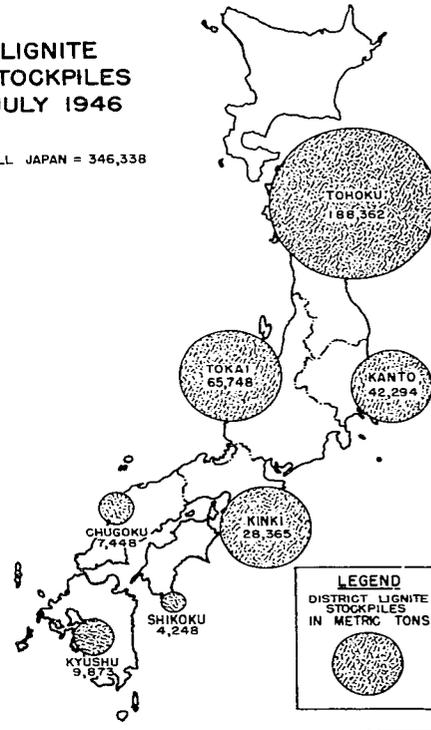 LIGNITE
STOCKPILES
JULY 1946
LL JAPAN = 346,338
TOHOKU
188,362
TOKAI
65,748
KANTO
42,294
KINKI
28,365
CHUGOKU
7,448
SHIKOKU
4,248
KYUSHU
9,873
LEGEND
DISTRICT LIGNITE
STOCKPILES
IN METRIC TONS